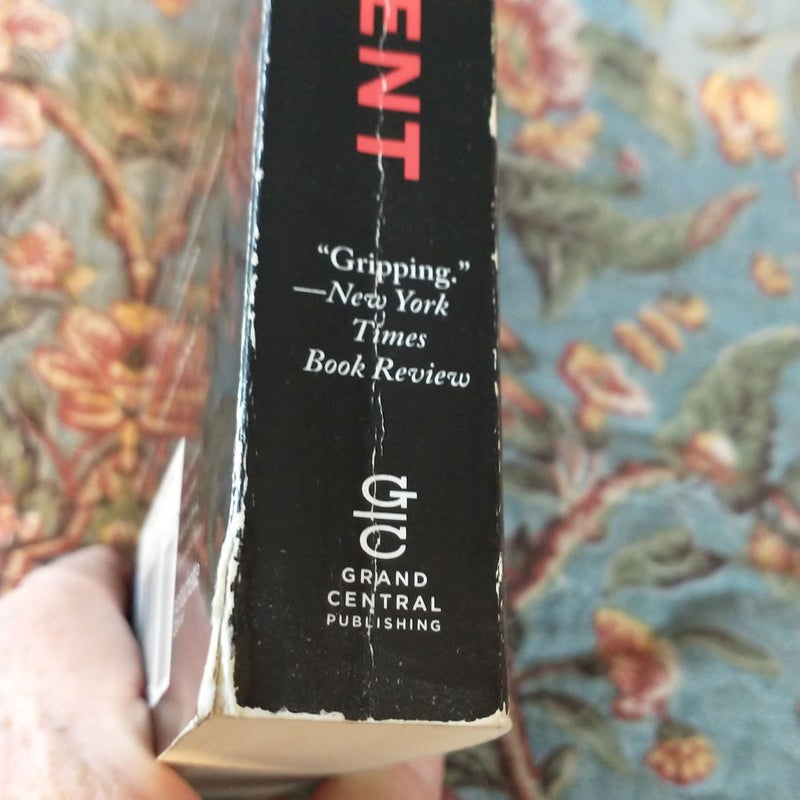 ENT
“Gripping.”
—New York
Times
Book Review
GRAND
CENTRAL
PUBLISHING